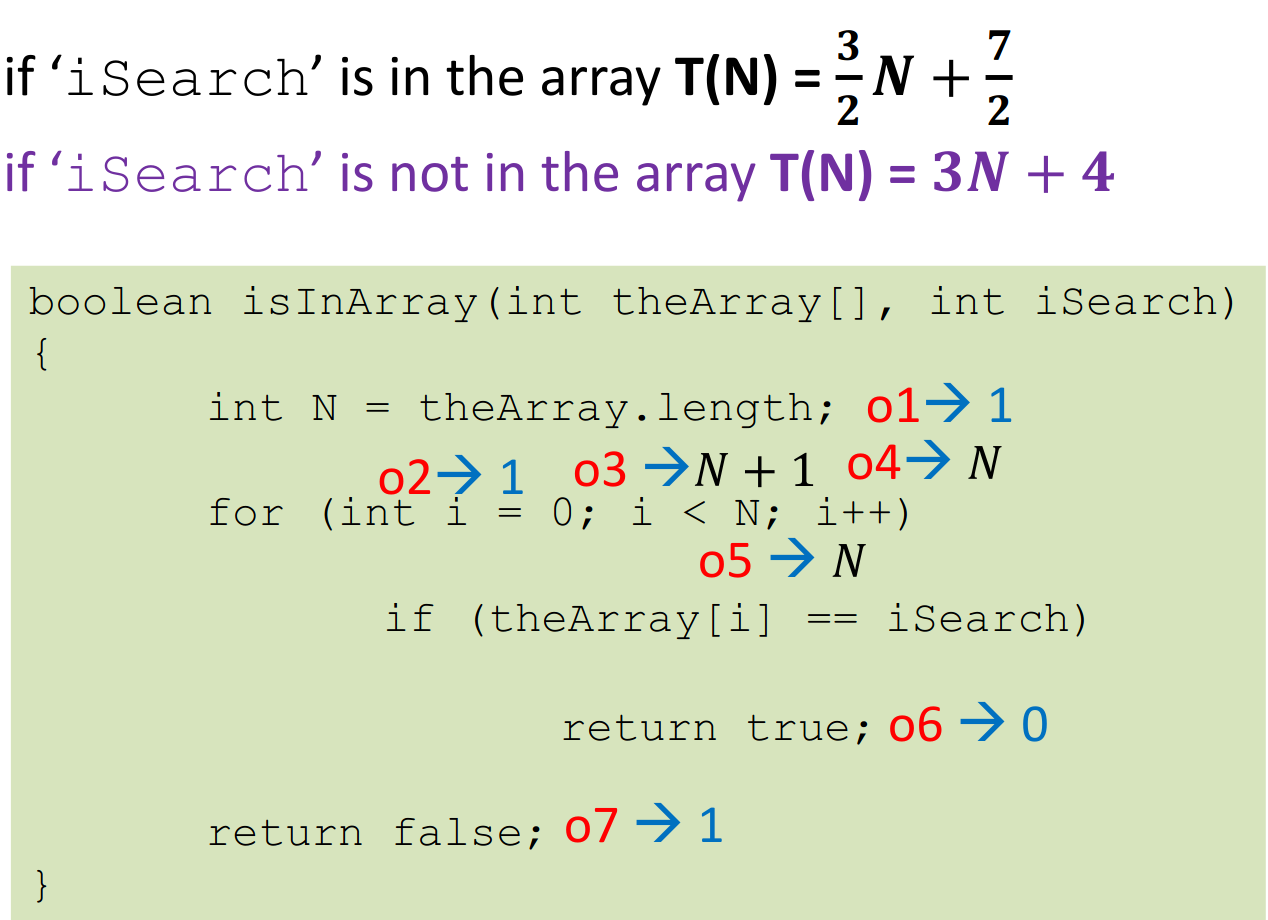 if ‘iSearch’ is in the array T(N) = 3/2 N + 7/2
if ‘iSearch’ is not in the array T(N) = 3N + 4
boolean isInArray(int theArray[], int iSearch)
{
int N = theArray.length; o1→ 1
o2→ 1 o3 →N + 1 o4→ N
for (int i = 0; i < N; i++)
o5 → N
if (theArray[i] == iSearch)
return true; o6 → 0
return false; o7 → 1
}